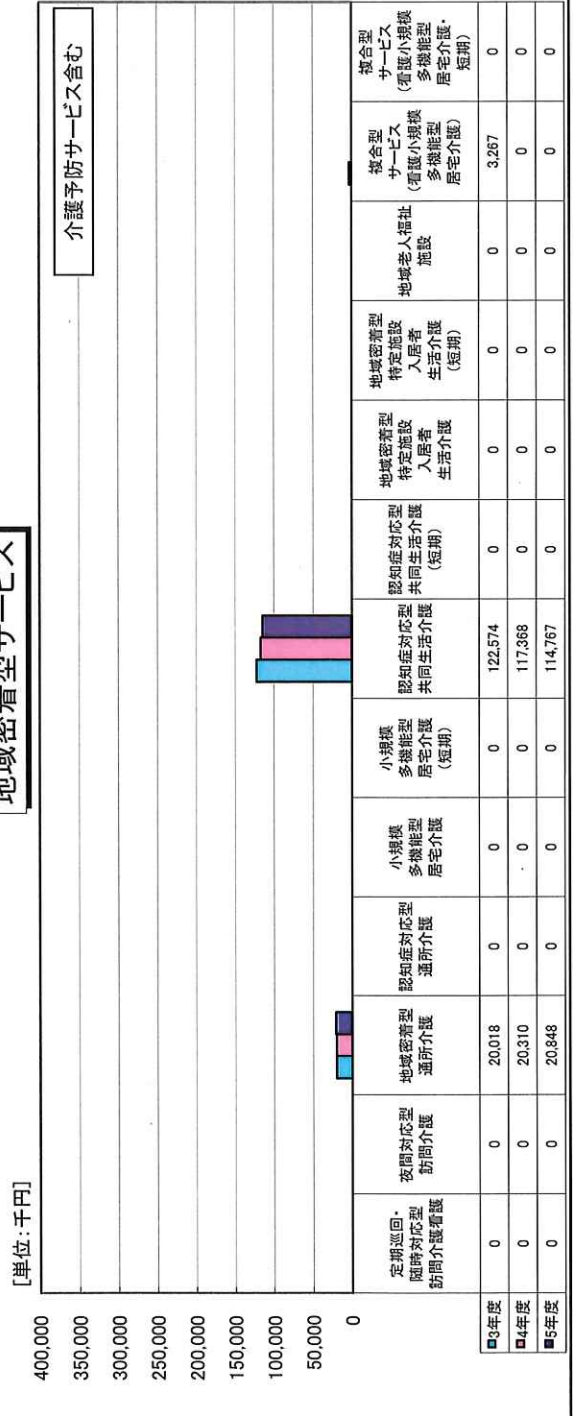 地域密着型サービス
[単位:千円]
介護予防サービス含む
400,000
350,000
300,000
250,000
200,000
150,000
100,000
50,000
0
定期巡回・
随時対応型
訪問介護看護
夜間対応型
訪問介護
地域密着型
通所介護
認知症対応型
通所介護
小規模
多機能型
居宅介護
小規模
多機能型
居宅介護
(短期)
認知症対応型
共同生活介護
認知症対応型
共同生活介護
(短期)
地域密着型
特定施設
入居者
生活介護
地域密着型
特定施設
入居者
生活介護
(短期)
地域老人福祉
施設
複合型
サービス
(看護小規模
多機能型
居宅介護)
複合型
サービス
(看護小規模
多機能型
居宅介護・
短期)
3年度 0 0 20,018 0 0 0 122,574 0 0 0 0 3,267 0
4年度 0 0 20,310 0 0 0 117,368 0 0 0 0 0 0
5年度 0 0 20,848 0 0 0 114,767 0 0 0 0 0 0